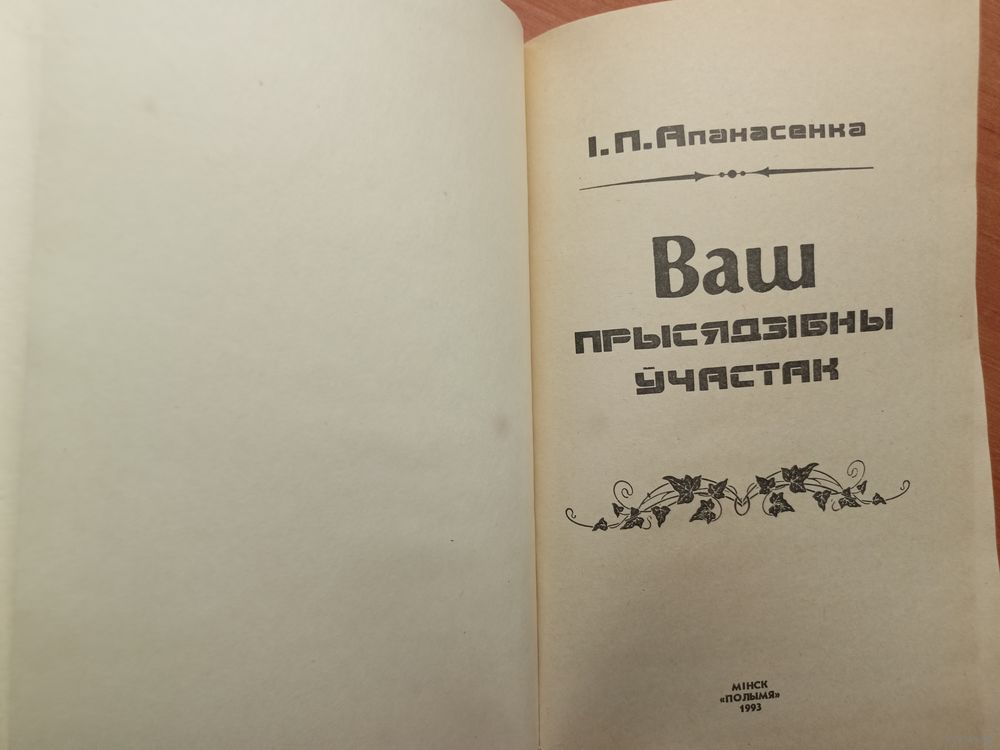 І.П.Апанасенка
Ваш
ПРЫСЯДЗІБНЫ
ЎЧАСТАК
МІНСК
«ПОЛЫМЯ»
1993